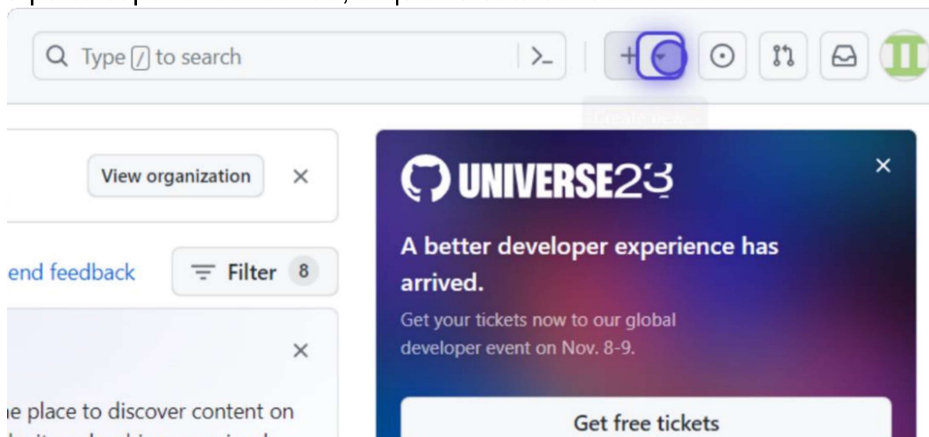 Type / to search
View organization
UNIVERSE23
A better developer experience has
arrived.
end feedback
Filter 8
Get your tickets now to our global
developer event on Nov. 8-9.
e place to discover content on
Get free tickets